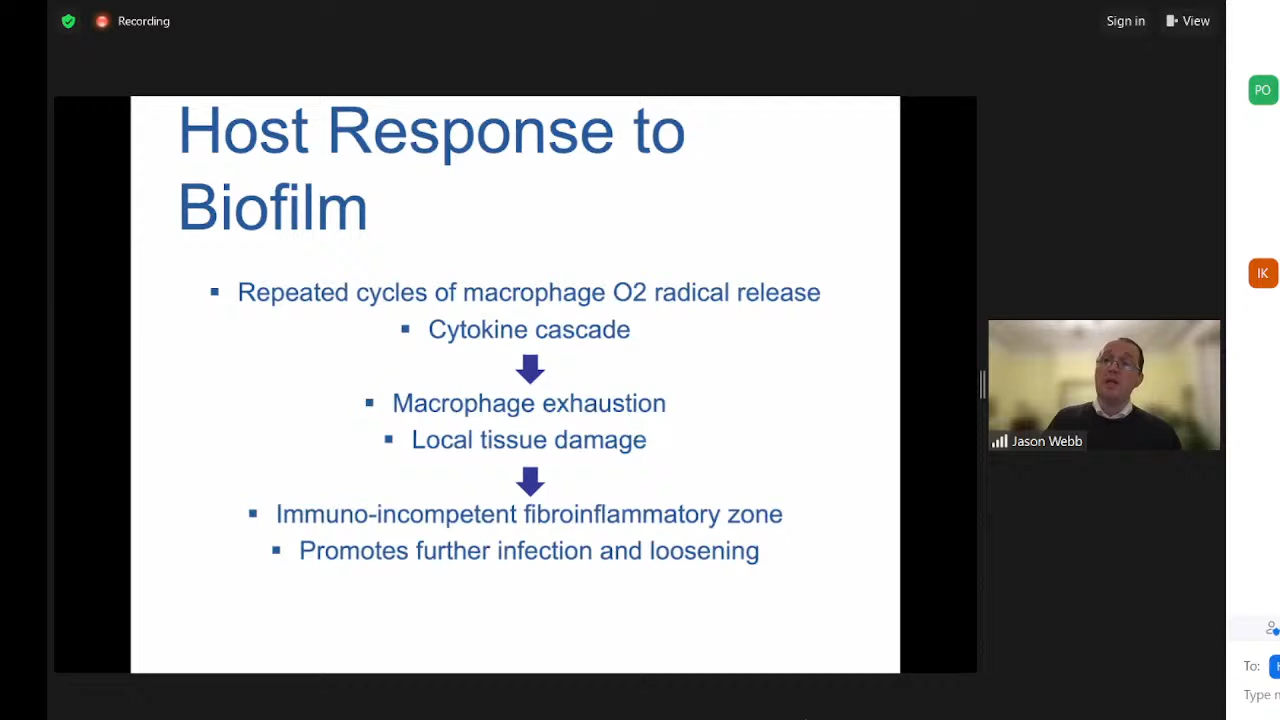 Recording
Sign in
View
PO
Host Response to
Biofilm
▪ Repeated cycles of macrophage O2 radical release
▪ Cytokine cascade
▪ Macrophage exhaustion
▪ Local tissue damage
▪ Immuno-incompetent fibroinflammatory zone
▪ Promotes further infection and loosening
IK
Jason Webb
To:
Type